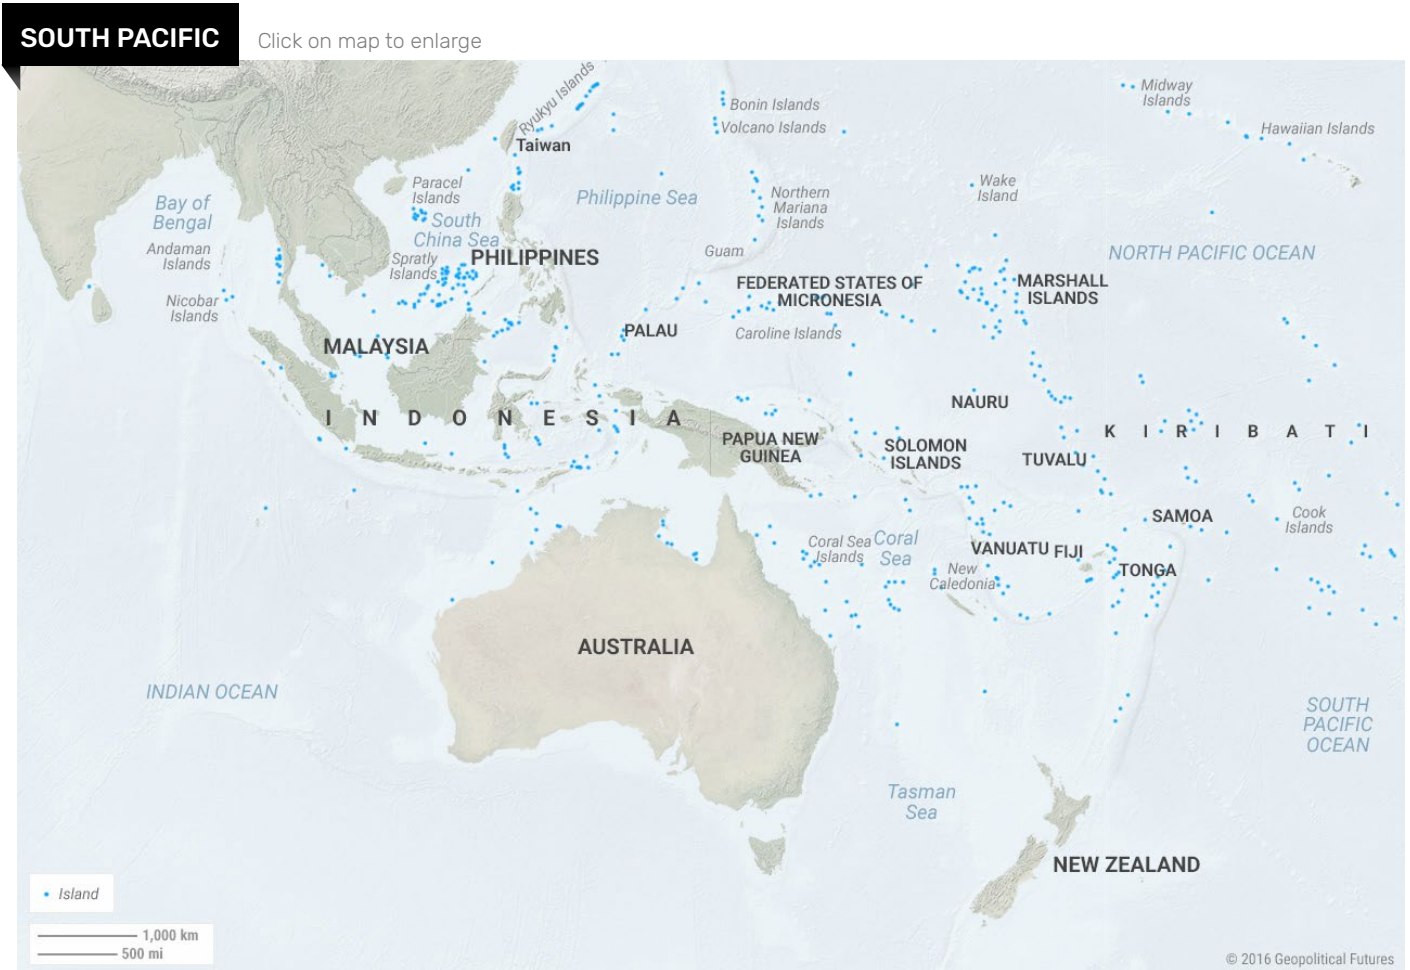 SOUTH PACIFIC
Click on map to enlarge
Ryukyu Islands
Taiwan
Bonin Islands
Volcano Islands
Midway
Islands
Hawaiian Islands
Paracel
Islands
Philippine Sea
Northern
Mariana
Islands
Wake
Island
Bay of
Bengal
South
China Sea
Andaman
Islands
Spratly
Islands
PHILIPPINES
Guam
NORTH PACIFIC OCEAN
FEDERATED STATES OF
MICRONESIA
MARSHALL
ISLANDS
Nicobar
Islands
Caroline Islands
PALAU
MALAYSIA
NAURU
INDONESIA
KIRIBATI
PAPUA NEW
GUINEA
SOLOMON
ISLANDS
TUVALU
SAMOA
Cook
Islands
Coral Sea
Islands
Coral
Sea
VANUATU
FIJI
New
Caledonia
TONGA
AUSTRALIA
INDIAN OCEAN
SOUTH
PACIFIC
OCEAN
Tasman
Sea
NEW ZEALAND
Island
1,000 km
500 mi
© 2016 Geopolitical Futures